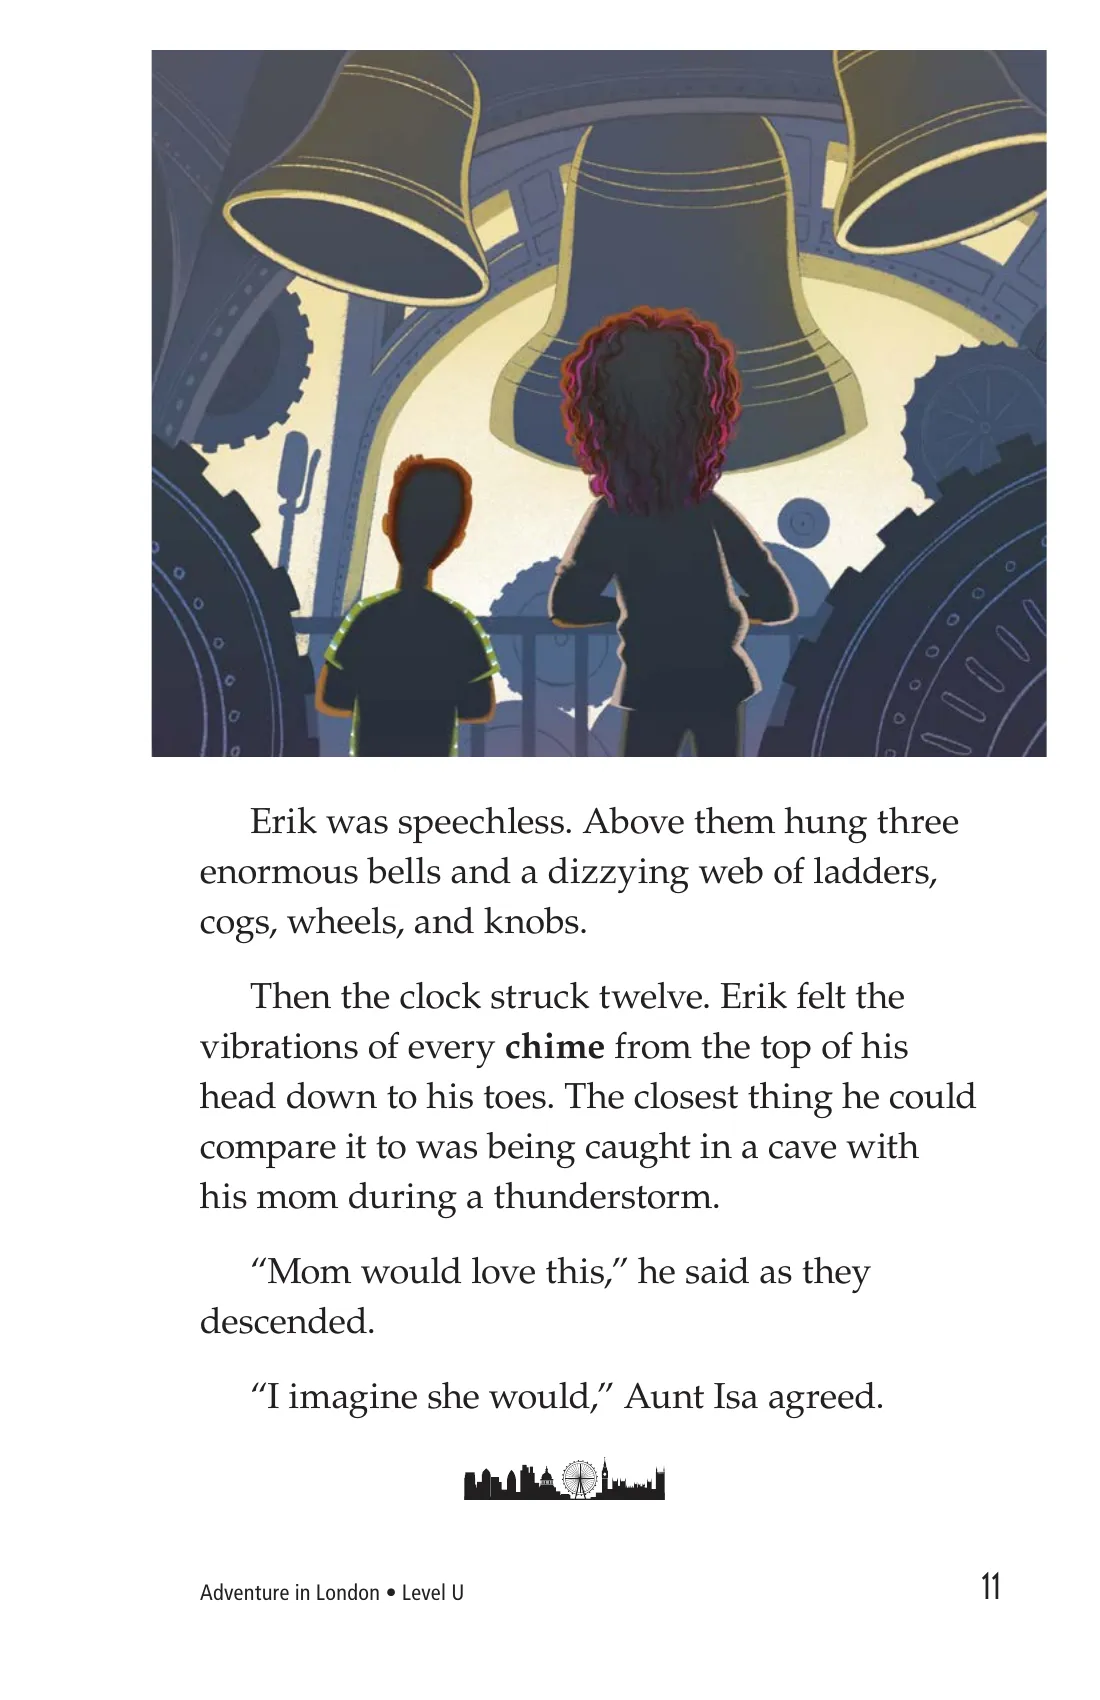 Erik was speechless. Above them hung three
enormous bells and a dizzying web of ladders,
cogs, wheels, and knobs.
Then the clock struck twelve. Erik felt the
vibrations of every chime from the top of his
head down to his toes. The closest thing he could
compare it to was being caught in a cave with
his mom during a thunderstorm.
“Mom would love this,” he said as they
descended.
“I imagine she would,” Aunt Isa agreed.
Adventure in London • Level U
11